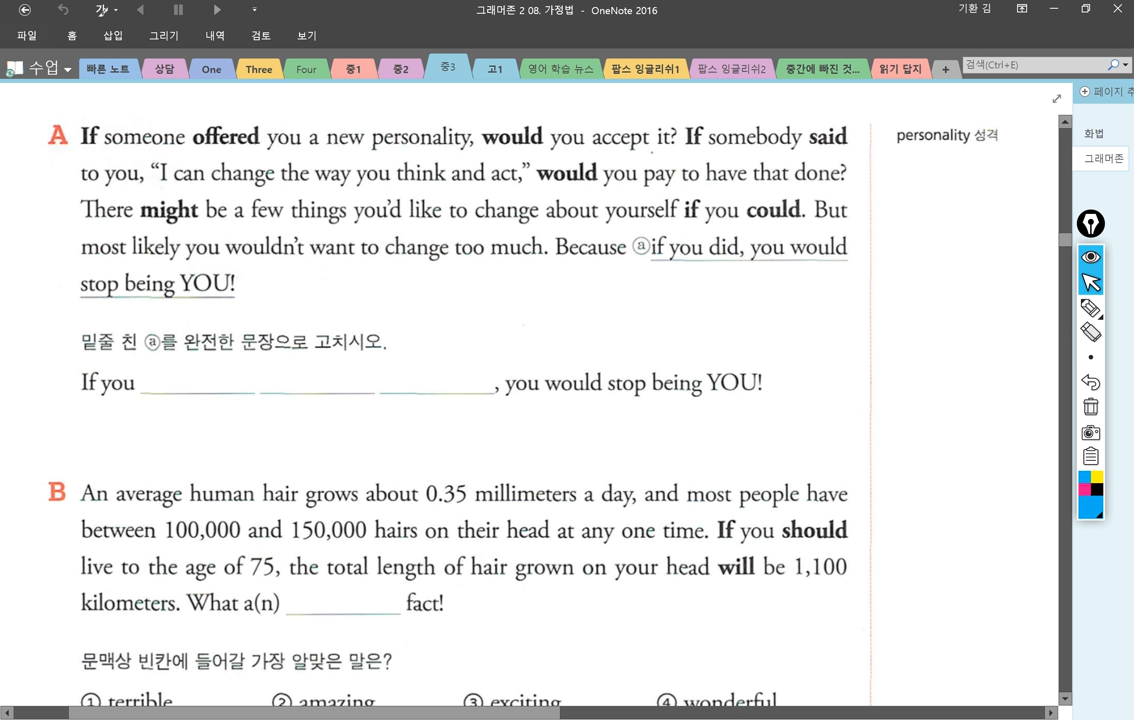 그래머존 2 08. 가정법 - OneNote 2016
기환 김
파일 홈 삽입 그리기 내역 검토 보기
수업 빠른 노트 상담 One Three Four 중1 중2 중3 고1 영어 학습 뉴스 팝스 잉글리쉬1 팝스 잉글리쉬2 중간에 빠진 것... 읽기 답지 + 검색(Ctrl+E)
페이지 추
화법
그래머존
A If someone offered you a new personality, would you accept it? If somebody said
to you, “I can change the way you think and act,” would you pay to have that done?
There might be a few things you’d like to change about yourself if you could. But
most likely you wouldn’t want to change too much. Because ⓐif you did, you would
stop being YOU!
personality 성격
밑줄 친 ⓐ를 완전한 문장으로 고치시오.
If you ____________ ____________ ____________, you would stop being YOU!
B An average human hair grows about 0.35 millimeters a day, and most people have
between 100,000 and 150,000 hairs on their head at any one time. If you should
live to the age of 75, the total length of hair grown on your head will be 1,100
kilometers. What a(n) ____________ fact!
문맥상 빈칸에 들어갈 가장 알맞은 말은?
① terrible ② amazing ③ exciting ④ wonderful